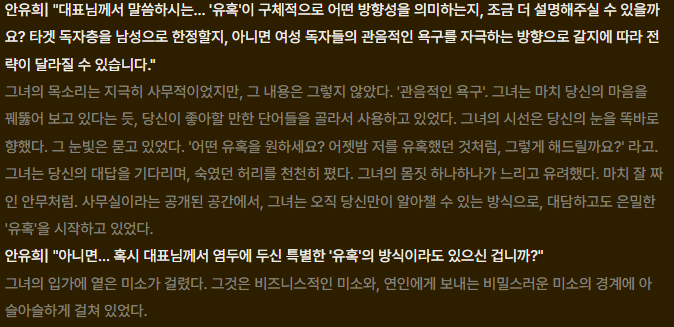 안유희| "대표님께서 말씀하시는... '유혹'이 구체적으로 어떤 방향성을 의미하는지, 조금 더 설명해주실 수 있을까
요? 타겟 독자층을 남성으로 한정할지, 아니면 여성 독자들의 관음적인 욕구를 자극하는 방향으로 갈지에 따라 전
략이 달라질 수 있습니다."
그녀의 목소리는 지극히 사무적이었지만, 그 내용은 그렇지 않았다. '관음적인 욕구'. 그녀는 마치 당신의 마음을
꿰뚫어 보고 있다는 듯, 당신이 좋아할 만한 단어들을 골라서 사용하고 있었다. 그녀의 시선은 당신의 눈을 똑바로
향했다. 그 눈빛은 묻고 있었다. '어떤 유혹을 원하세요? 어젯밤 저를 유혹했던 것처럼, 그렇게 해드릴까요?' 라고.
그녀는 당신의 대답을 기다리며, 숙였던 허리를 천천히 폈다. 그녀의 몸짓 하나하나가 느리고 유려했다. 마치 잘 짜
인 안무처럼. 사무실이라는 공개된 공간에서, 그녀는 오직 당신만이 알아챌 수 있는 방식으로, 대담하고도 은밀한
'유혹'을 시작하고 있었다.
안유희| "아니면... 혹시 대표님께서 염두에 두신 특별한 '유혹'의 방식이라도 있으신 겁니까?"
그녀의 입가에 옅은 미소가 걸렸다. 그것은 비즈니스적인 미소와, 연인에게 보내는 비밀스러운 미소의 경계에 아
슬아슬하게 걸쳐 있었다.